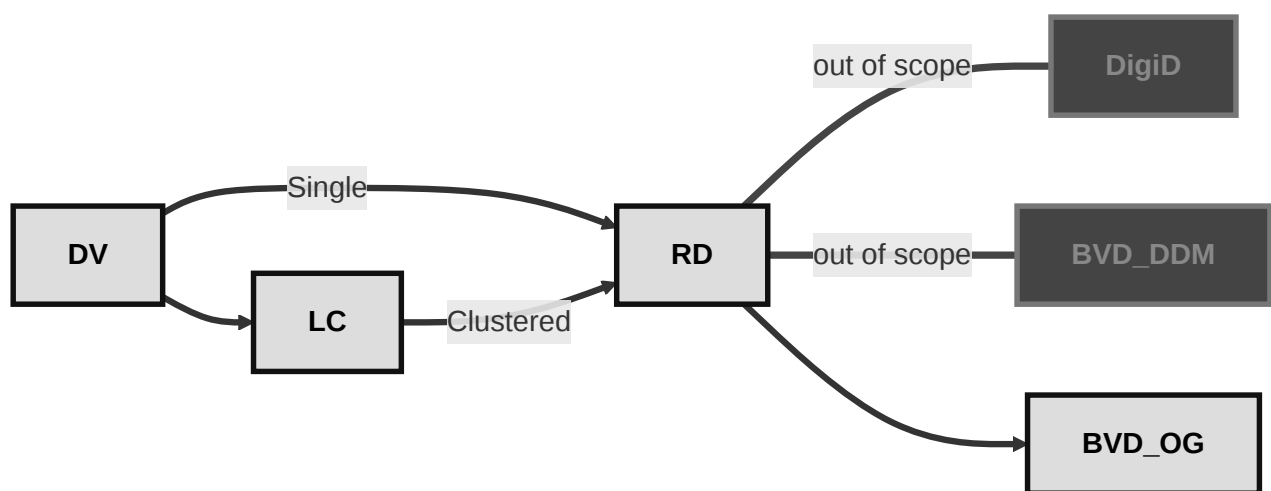 out of scope
DigiD
Single
DV
RD
out of scope
BVD_DDM
LC
Clustered
BVD_OG